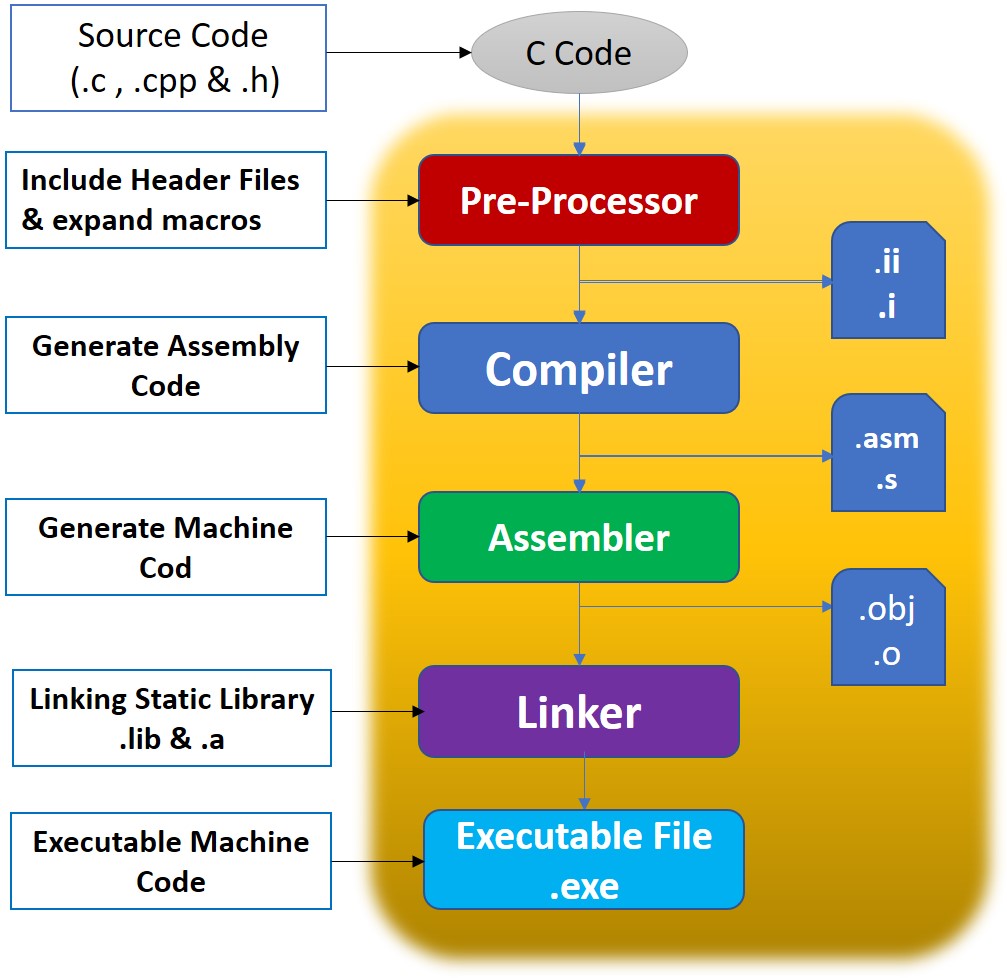 Source Code
(.c , .cpp & .h)
C Code
Include Header Files
& expand macros
Pre-Processor
.ii
.i
Generate Assembly
Code
Compiler
.asm
.s
Generate Machine
Cod
Assembler
.obj
.o
Linking Static Library
.lib & .a
Linker
Executable Machine
Code
Executable File
.exe